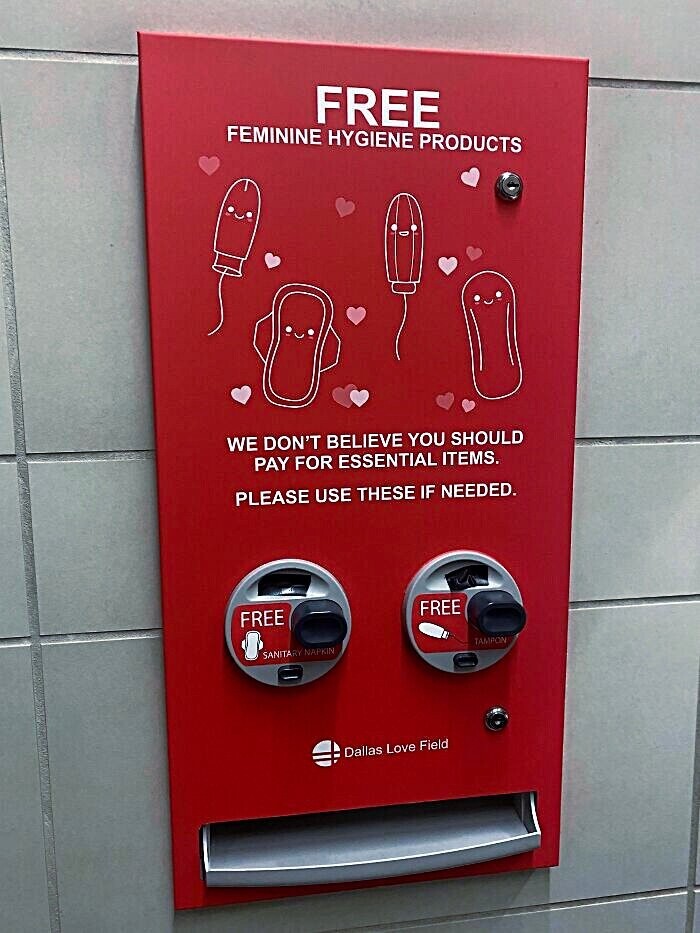 FREE
FEMININE HYGIENE PRODUCTS
WE DON'T BELIEVE YOU SHOULD
PAY FOR ESSENTIAL ITEMS.
PLEASE USE THESE IF NEEDED.
FREE
SANITARY NAPKIN
FREE
TAMPON
Dallas Love Field